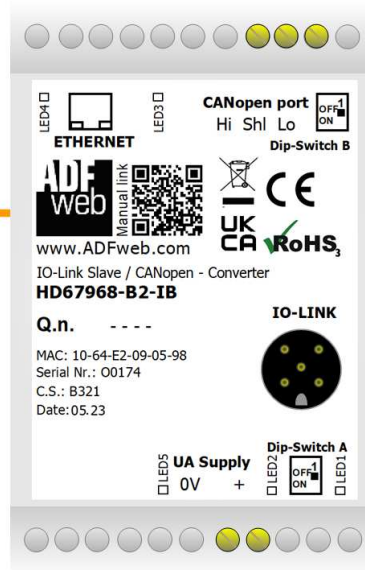 LED4
LED3
CANopen port
Hi Shl Lo
OFF 1
ON
ETHERNET
Dip-Switch B
ADF
web
Manual link
CE
UK
CA
RoHS3
www.ADFweb.com
IO-Link Slave / CANopen - Converter
HD67968-B2-IB
Q.n. - - - -
IO-LINK
MAC: 10-64-E2-09-05-98
Serial Nr.: O0174
C.S.: B321
Date:05.23
LED5
UA Supply
0V +
Dip-Switch A
LED2
OFF 1
ON
LED1